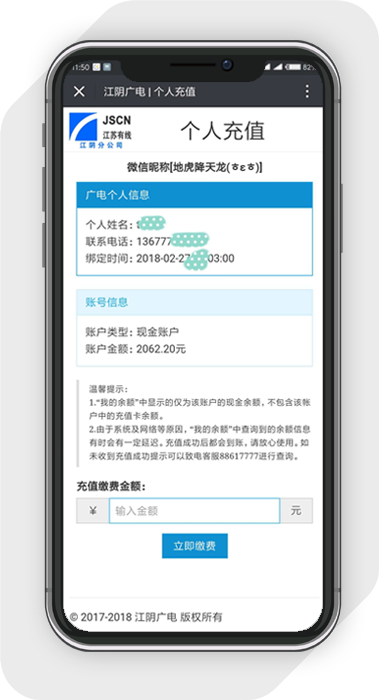 11:50
82
江阴广电 | 个人充值
JSCN
江苏有线
江阴分公司
个人充值
微信昵称[地虎降天龙(ㅎεㅎ)]
广电个人信息
个人姓名:
联系电话: 136777
绑定时间: 2018-02-27 03:00
账号信息
账户类型: 现金账户
账户金额: 2062.20元
温馨提示:
1.“我的余额”中显示的仅为该账户的现金余额, 不包含该账
户中的充值卡余额。
2.由于系统及网络等原因, “我的余额”中查询到的余额信息
有时会有一定延迟。充值成功后都会到账, 请放心使用。如
未收到充值成功提示可以致电客服88617777进行查询。
充值缴费金额:
¥ 输入金额 元
立即缴费
© 2017-2018 江阴广电 版权所有